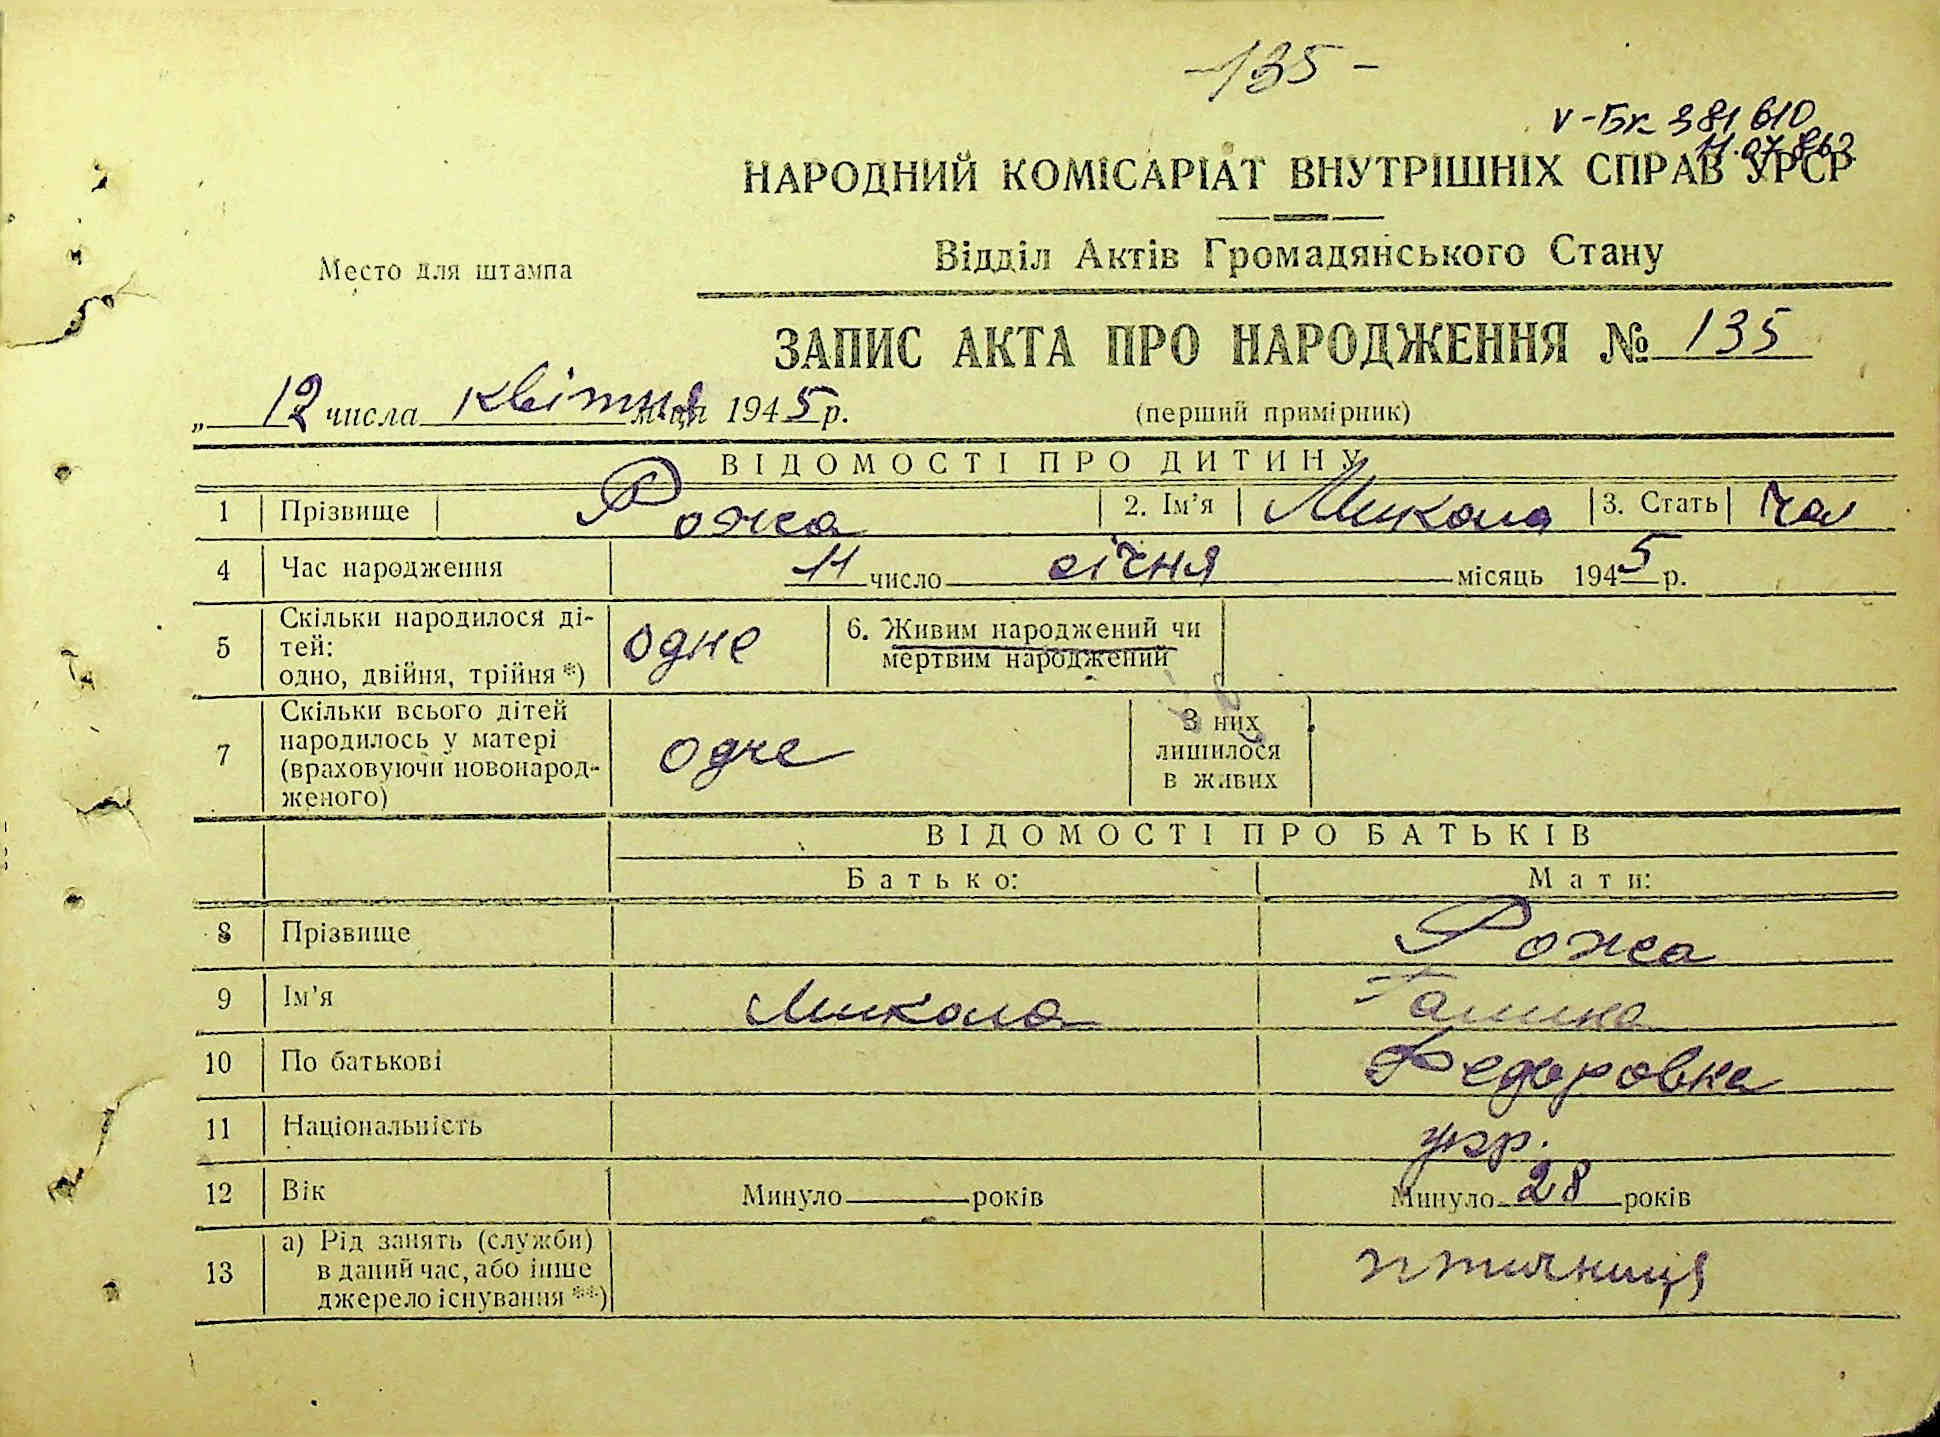 -135-
V-БК 381610
НАРОДНИЙ КОМІСАРІАТ ВНУТРІШНІХ СПРАВ УРСР
Відділ Актів Громадянського Стану
Место для штампа
ЗАПИС АКТА ПРО НАРОДЖЕННЯ № 135
„ 12 числа квітня м-ця 1945 р. (перший примірник)
ВІДОМОСТІ ПРО ДИТИНУ
1 Прізвище Рожа 2. Ім'я Микола 3. Стать чол
4 Час народження 11 число січня місяць 1945 р.
5 Скільки народилося ді-
тей:
одно, двійня, трійня *) одне 6. Живим народжений чи
мертвим народжений
7 Скільки всього дітей
народилось у матері
(враховуючи новонарод-
женого) одне З них
лишилося
в живих
ВІДОМОСТІ ПРО БАТЬКІВ
Батько: Мати:
8 Прізвище Рожа
9 Ім'я Микола Галина
10 По батькові Федоровна
11 Національність укр.
12 Вік Минуло років Минуло 28 років
13 а) Рід занять (служби)
в даний час, або інше
джерело існування **) птичниця